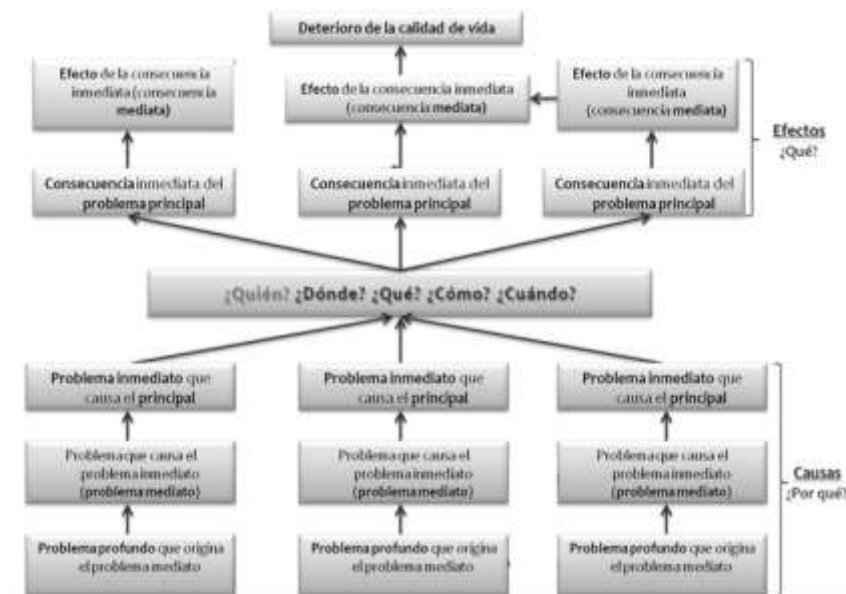 Deterioro de la calidad de vida
Efecto de la consecuencia
inmediata (consecuencia
mediata)
Efecto de la consecuencia inmediata
(consecuencia mediata)
Efecto de la consecuencia
inmediata
(consecuencia mediata)
Efectos
¿Qué?
Consecuencia inmediata del
problema principal
Consecuencia inmediata del
problema principal
Consecuencia inmediata del
problema principal
¿Quién? ¿Dónde? ¿Qué? ¿Cómo? ¿Cuándo?
Problema inmediato que
causa el principal
Problema inmediato que
causa el principal
Problema inmediato que
causa el principal
Problema que causa el
problema inmediato
(problema mediato)
Problema que causa el
problema inmediato
(problema mediato)
Problema que causa el
problema inmediato
(problema mediato)
Causas
¿Por qué?
Problema profundo que origina
el problema mediato
Problema profundo que origina
el problema mediato
Problema profundo que origina
el problema mediato